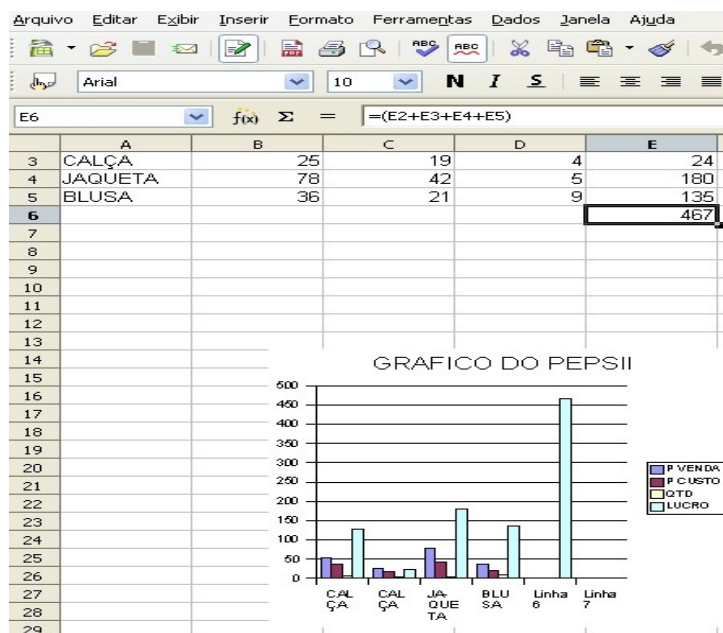 Arquivo Editar Exibir Inserir Formato Ferramentas Dados Janela Ajuda
ABC ABC
Arial 10 N I S
E6 f(x) Σ = =(E2+E3+E4+E5)
A B C D E
3 CALÇA 25 19 4 24
4 JAQUETA 78 42 5 180
5 BLUSA 36 21 9 135
6 467
7
8
9
10
11
12
13
14
15
16
17
18
19
20
21
22
23
24
25
26
27
28
29
GRAFICO DO PEPSII
500
450
400
350
300
250
200
150
100
50
0
CAL CAL JA- BLU Linha Linha
ÇA ÇA QUE SA 6 7
TA
P VENDA
P CUSTO
QTD
LUCRO